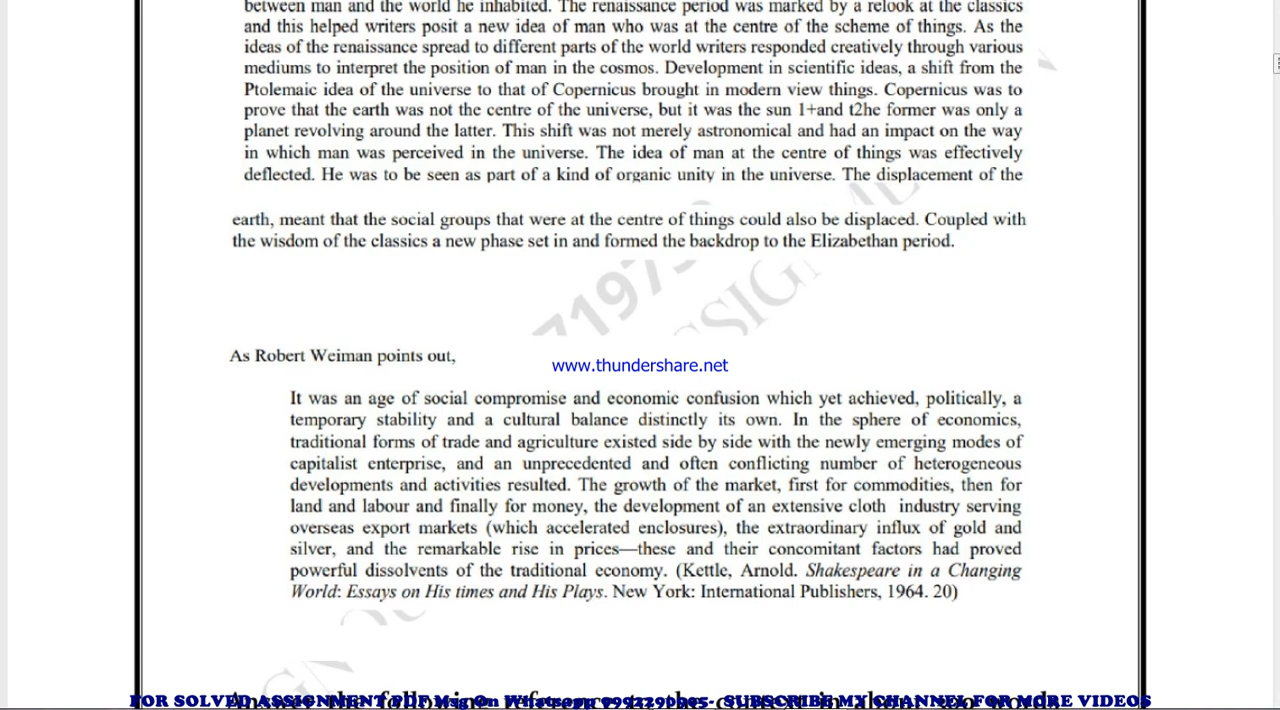 between man and the world he inhabited. The renaissance period was marked by a relook at the classics
and this helped writers posit a new idea of man who was at the centre of the scheme of things. As the
ideas of the renaissance spread to different parts of the world writers responded creatively through various
mediums to interpret the position of man in the cosmos. Development in scientific ideas, a shift from the
Ptolemaic idea of the universe to that of Copernicus brought in modern view things. Copernicus was to
prove that the earth was not the centre of the universe, but it was the sun 1+and t2he former was only a
planet revolving around the latter. This shift was not merely astronomical and had an impact on the way
in which man was perceived in the universe. The idea of man at the centre of things was effectively
deflected. He was to be seen as part of a kind of organic unity in the universe. The displacement of the
earth, meant that the social groups that were at the centre of things could also be displaced. Coupled with
the wisdom of the classics a new phase set in and formed the backdrop to the Elizabethan period.
7197
SIGN
As Robert Weiman points out,
www.thundershare.net
It was an age of social compromise and economic confusion which yet achieved, politically, a
temporary stability and a cultural balance distinctly its own. In the sphere of economics,
traditional forms of trade and agriculture existed side by side with the newly emerging modes of
capitalist enterprise, and an unprecedented and often conflicting number of heterogeneous
developments and activities resulted. The growth of the market, first for commodities, then for
land and labour and finally for money, the development of an extensive cloth industry serving
overseas export markets (which accelerated enclosures), the extraordinary influx of gold and
silver, and the remarkable rise in prices—these and their concomitant factors had proved
powerful dissolvents of the traditional economy. (Kettle, Arnold. Shakespeare in a Changing
World: Essays on His times and His Plays. New York: International Publishers, 1964. 20)
FOR SOLVED ASSIGNMENT PDF Msg On Whatsapp 9992290905- SUBSCRIBE MY CHANNEL FOR MORE VIDEOS